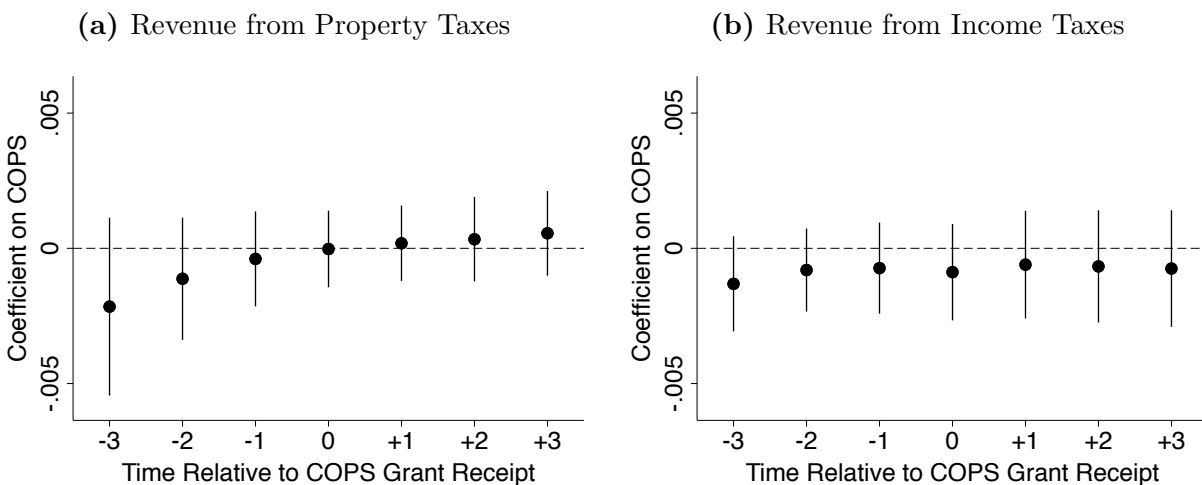 (a) Revenue from Property Taxes
Coefficient on COPS
.005
0
-.005
-3 -2 -1 0 +1 +2 +3
Time Relative to COPS Grant Receipt
(b) Revenue from Income Taxes
Coefficient on COPS
.005
0
-.005
-3 -2 -1 0 +1 +2 +3
Time Relative to COPS Grant Receipt